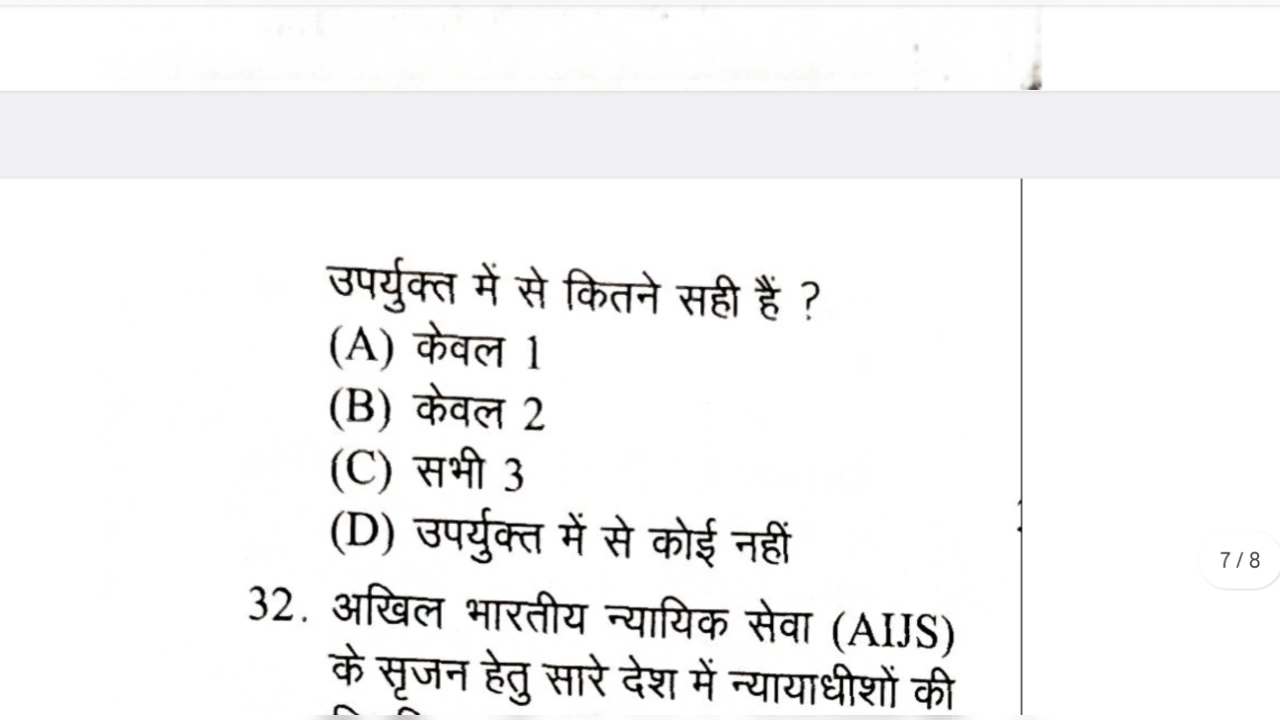 उपर्युक्त में से कितने सही हैं ?
(A) केवल 1
(B) केवल 2
(C) सभी 3
(D) उपर्युक्त में से कोई नहीं
32. अखिल भारतीय न्यायिक सेवा (AIJS)
के सृजन हेतु सारे देश में न्यायाधीशों की
7 / 8